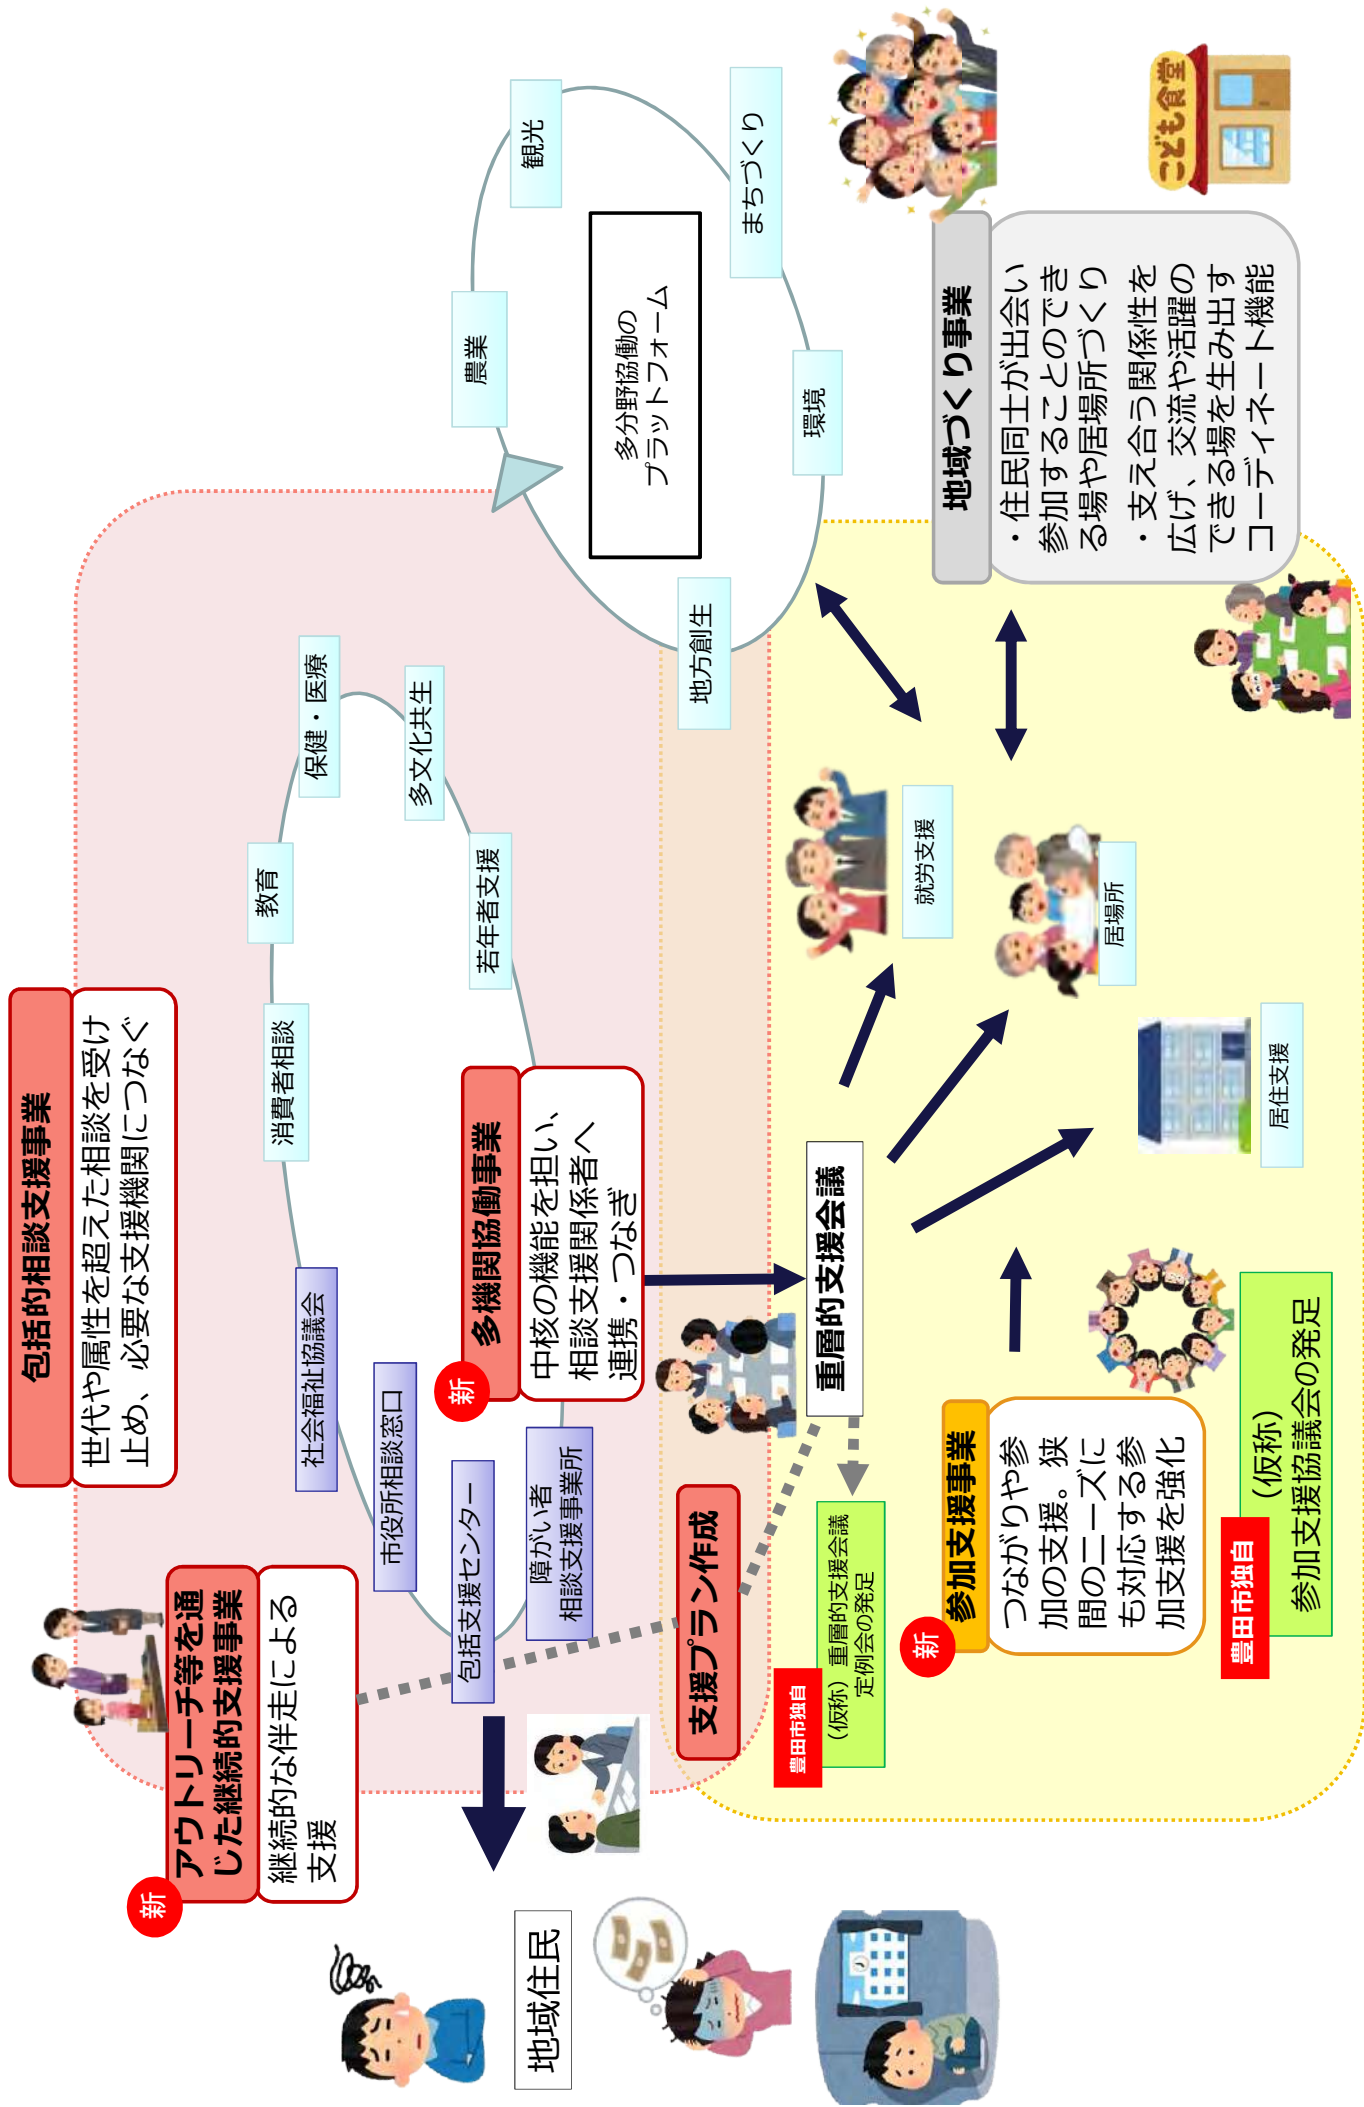 包括的相談支援事業
世代や属性を超えた相談を受け
止め、必要な支援機関につなぐ
新
アウトリーチ等を通
じた継続的支援事業
継続的な伴走による
支援
社会福祉協議会
消費者相談
教育
保健・医療
多文化共生
若年者支援
市役所相談窓口
包括支援センター
障がい者
相談支援事業所
新
多機関協働事業
中核の機能を担い、
相談支援関係者へ
連携・つなぎ
農業
観光
まちづくり
環境
地方創生
多分野協働の
プラットフォーム
地域住民
支援プラン作成
重層的支援会議
豊田市独自
(仮称) 重層的支援会議
定例会の発足
就労支援
居場所
居住支援
新
参加支援事業
つながりや参
加の支援。狭
間のニーズに
も対応する参
加支援を強化
豊田市独自
(仮称)
参加支援協議会の発足
地域づくり事業
・住民同士が出会い
参加することのでき
る場や居場所づくり
・支え合う関係性を
広げ、交流や活躍の
できる場を生み出す
コーディネート機能
こども食堂